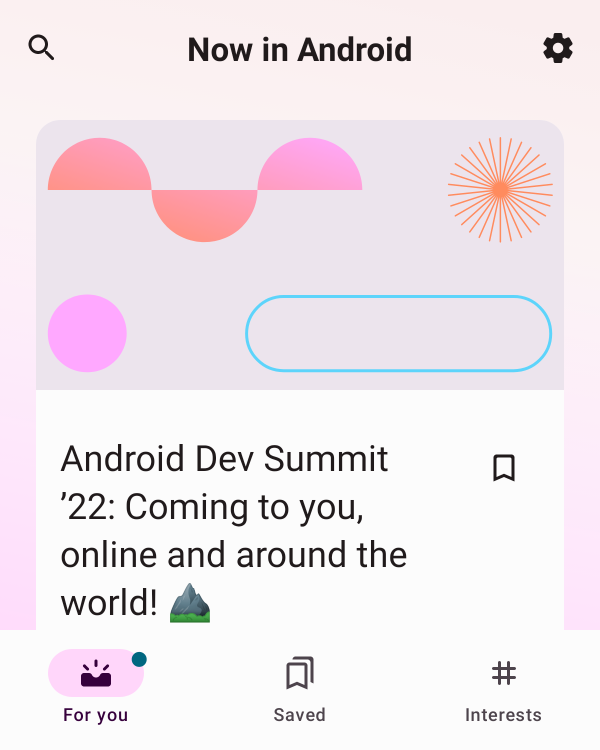 Now in Android
Android Dev Summit
’22: Coming to you,
online and around the
world! ⛰️
For you
Saved
Interests